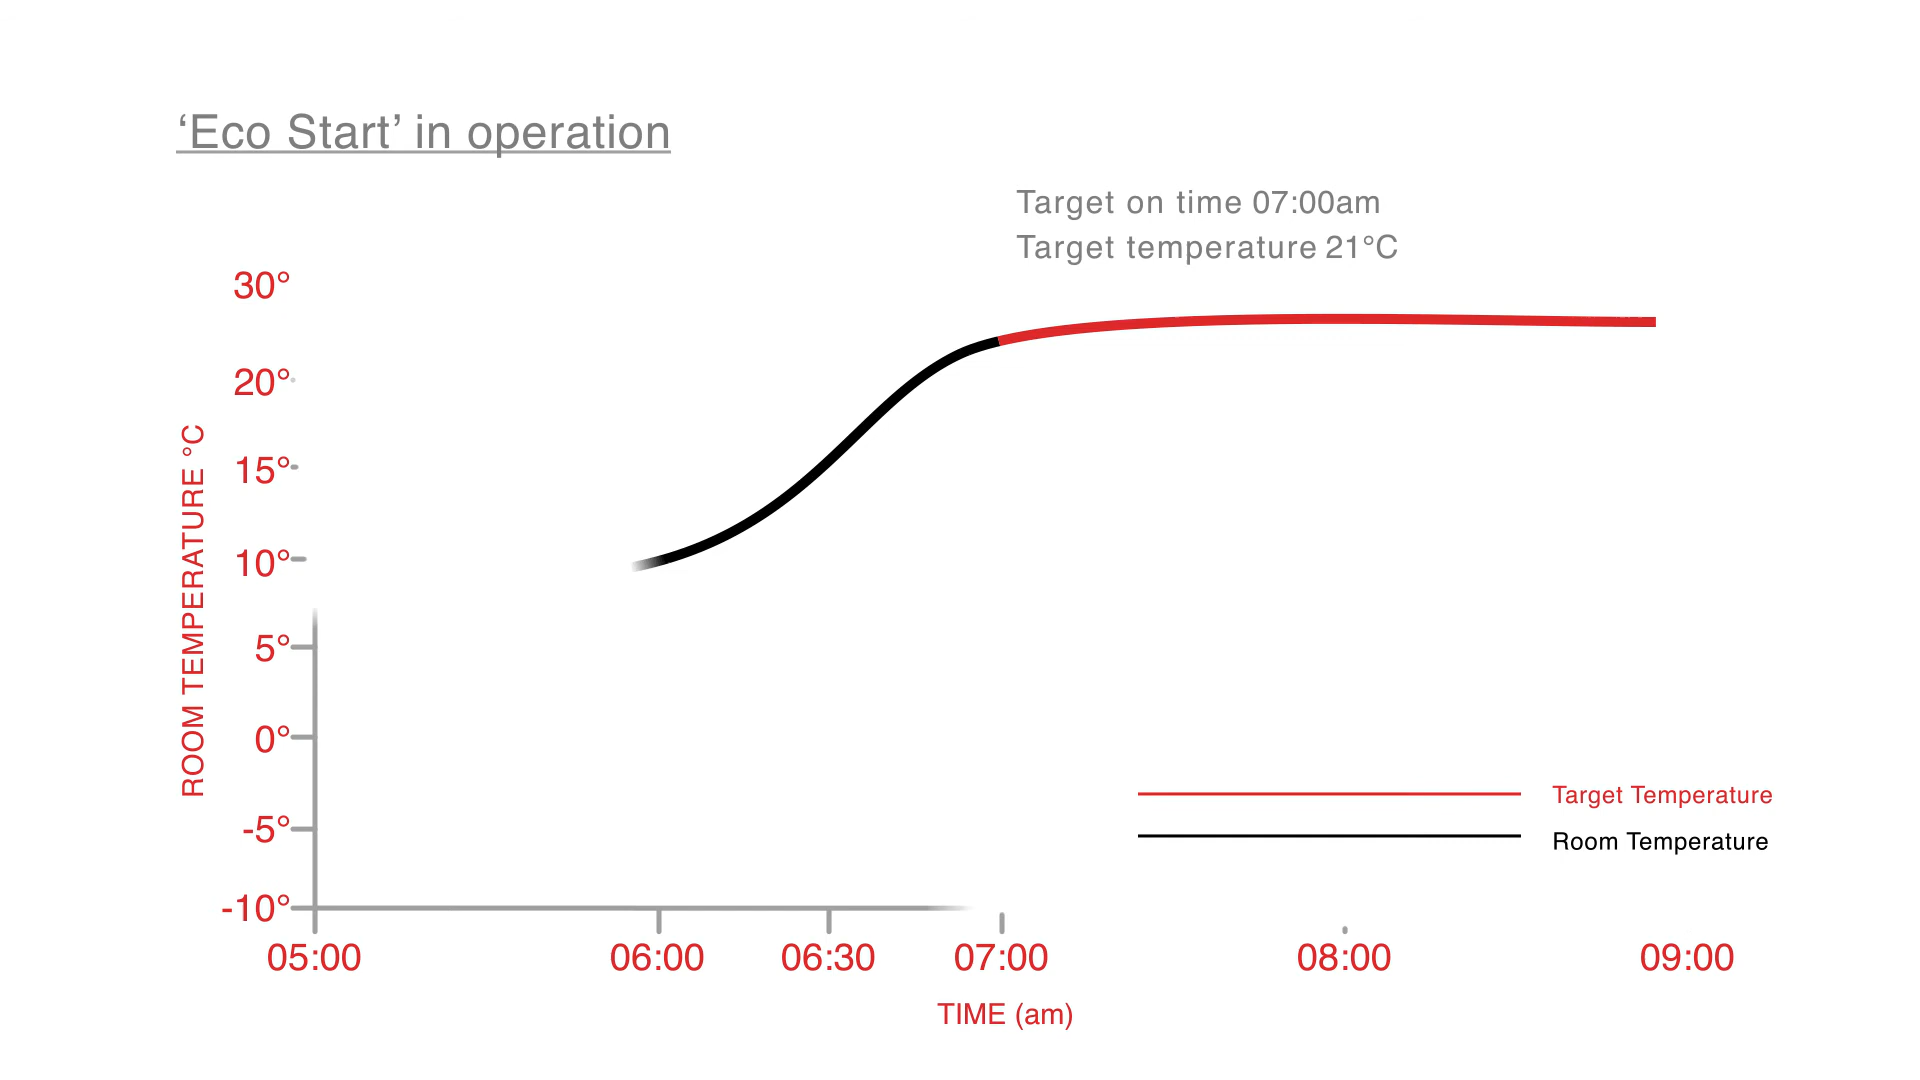 ‘Eco Start’ in operation
Target on time 07:00am
Target temperature 21°C
30°
20°
15°
10°
5°
0°
-5°
-10°
ROOM TEMPERATURE °C
Target Temperature
Room Temperature
05:00 06:00 06:30 07:00 08:00 09:00
TIME (am)